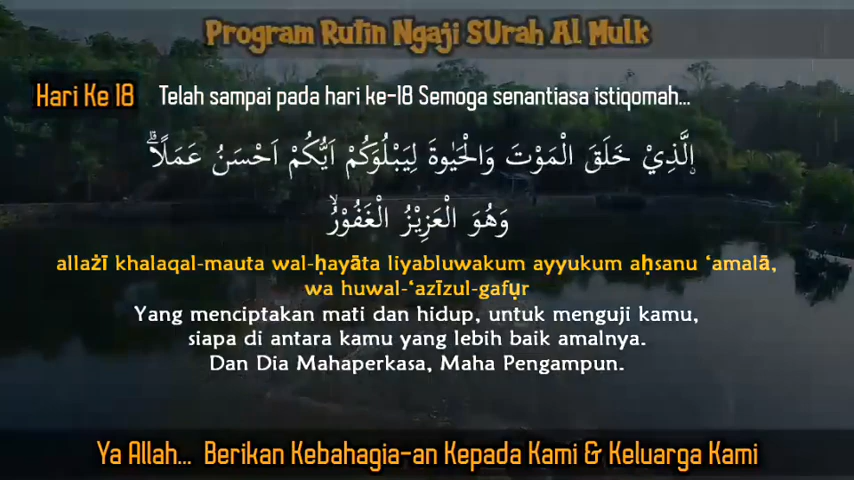 Program Rutin Ngaji SUrah Al Mulk
Hari Ke 18 Telah sampai pada hari ke-18 Semoga senantiasa istiqomah...
ۨالَّذِيْ خَلَقَ الْمَوْتَ وَالْحَيٰوةَ لِيَبْلُوَكُمْ اَيُّكُمْ اَحْسَنُ عَمَلًاۗ
وَهُوَ الْعَزِيْزُ الْغَفُوْرُۙ
allażī khalaqal-mauta wal-ḥayāta liyabluwakum ayyukum aḥsanu ‘amalā,
wa huwal-‘azīzul-gafụr
Yang menciptakan mati dan hidup, untuk menguji kamu,
siapa di antara kamu yang lebih baik amalnya.
Dan Dia Mahaperkasa, Maha Pengampun.
Ya Allah... Berikan Kebahagia-an Kepada Kami & Keluarga Kami